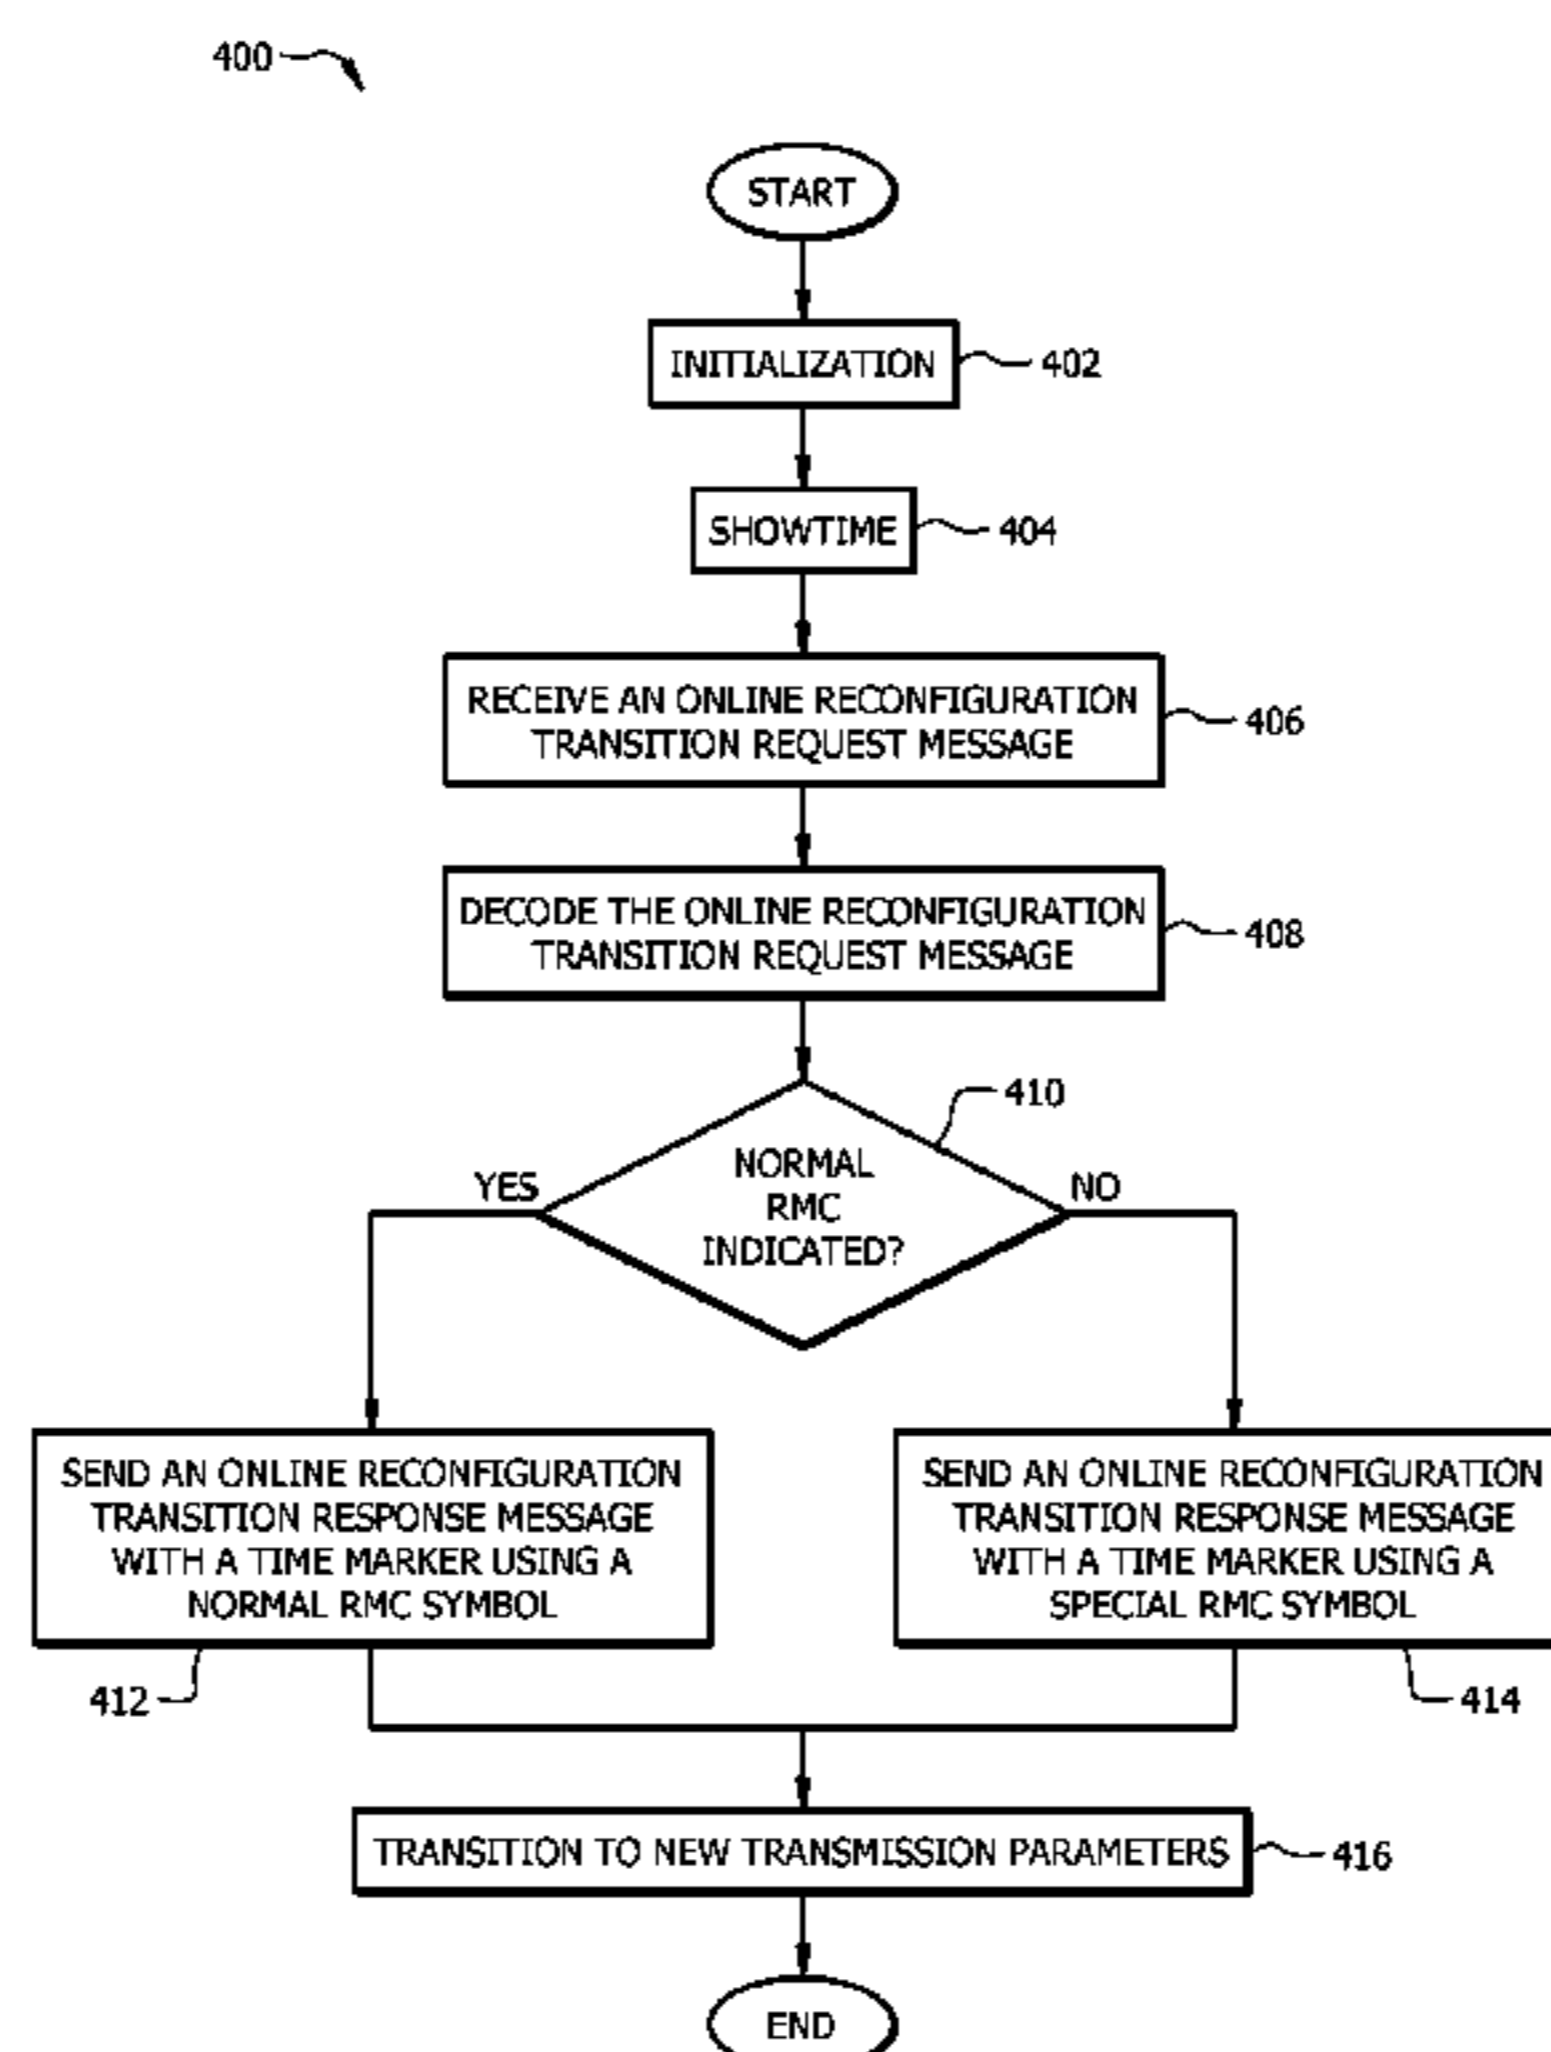 400
START
INITIALIZATION
402
SHOWTIME
404
RECEIVE AN ONLINE RECONFIGURATION
TRANSITION REQUEST MESSAGE
406
DECODE THE ONLINE RECONFIGURATION
TRANSITION REQUEST MESSAGE
408
410
NORMAL
RMC
INDICATED?
YES
NO
SEND AN ONLINE RECONFIGURATION
TRANSITION RESPONSE MESSAGE
WITH A TIME MARKER USING A
NORMAL RMC SYMBOL
412
SEND AN ONLINE RECONFIGURATION
TRANSITION RESPONSE MESSAGE
WITH A TIME MARKER USING A
SPECIAL RMC SYMBOL
414
TRANSITION TO NEW TRANSMISSION PARAMETERS
416
END